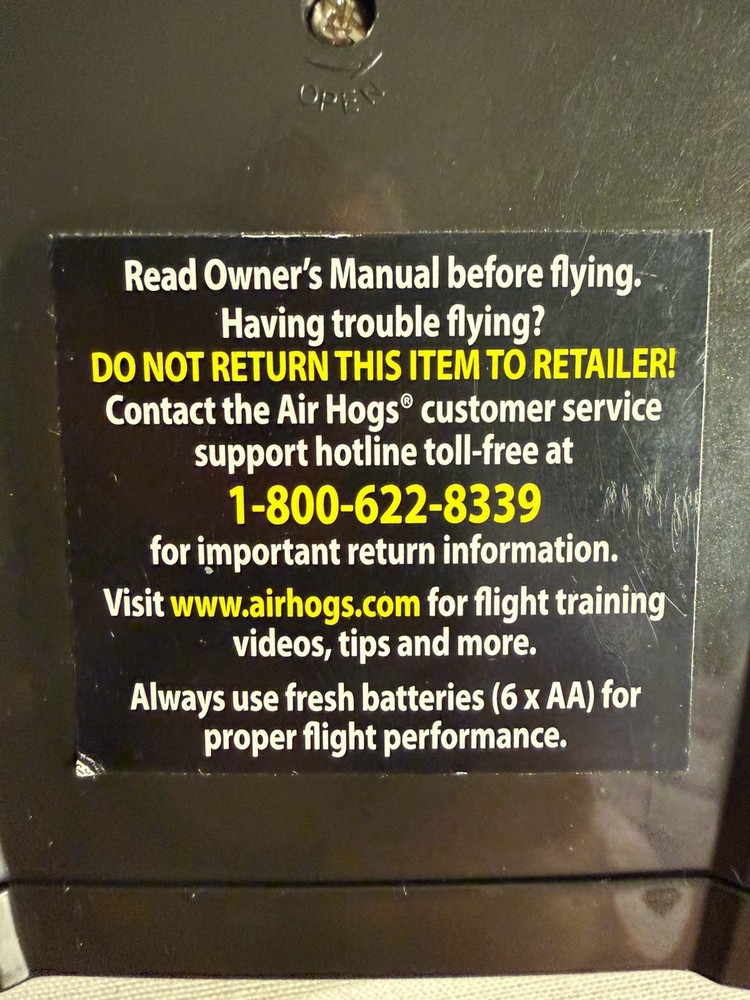 OPEN
Read Owner's Manual before flying.
Having trouble flying?
DO NOT RETURN THIS ITEM TO RETAILER!
Contact the Air Hogs® customer service
support hotline toll-free at
1-800-622-8339
for important return information.
Visit www.airhogs.com for flight training
videos, tips and more.
Always use fresh batteries (6 x AA) for
proper flight performance.